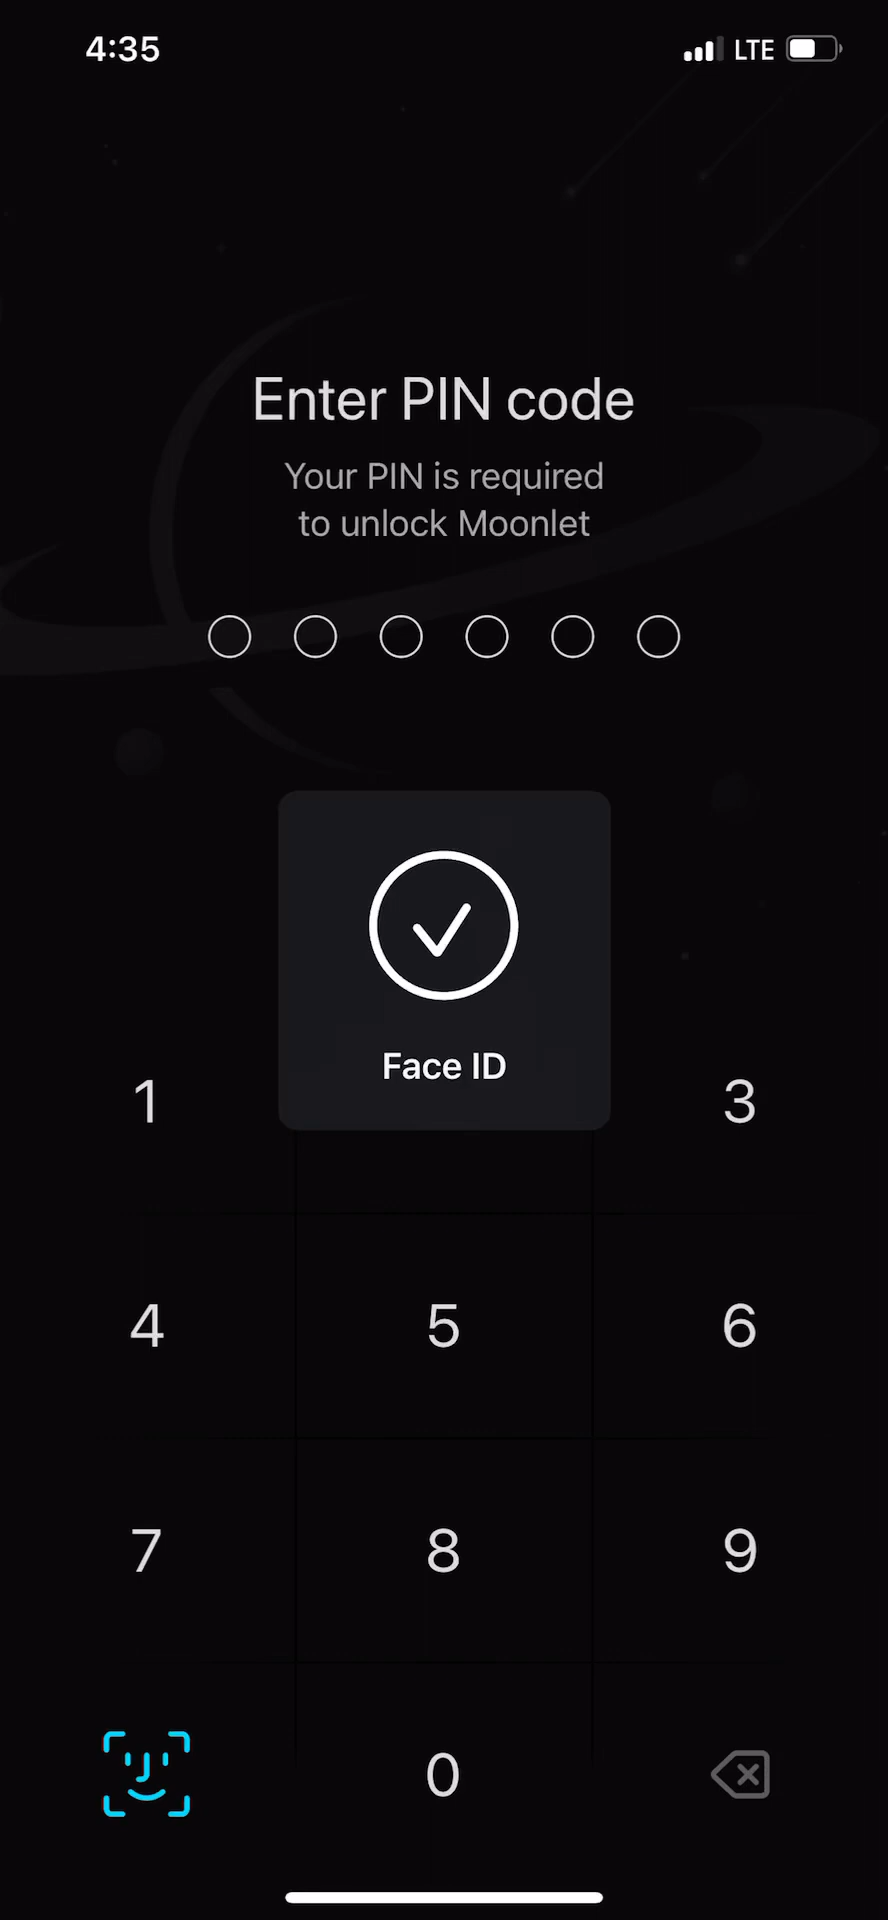 4:35 LTE
Enter PIN code
Your PIN is required
to unlock Moonlet
Face ID
1 3
4 5 6
7 8 9
0